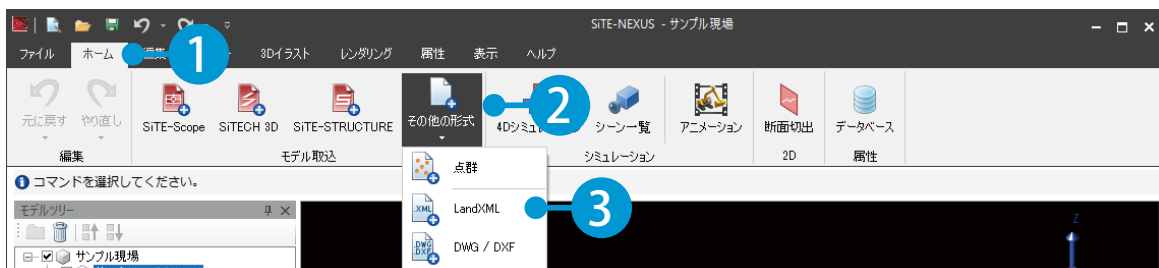 SiTE-NEXUS - サンプル現場
ファイル ホーム 1 3Dイラスト レンダリング 属性 表示 ヘルプ
元に戻す やり直し SiTE-Scope SiTECH 3D SiTE-STRUCTURE その他の形式 2 シーン一覧 アニメーション 断面切出 データベース
編集 モデル取込 シミュレーション 2D 属性
コマンドを選択してください。
点群
モデルツリー
.XML LandXML 3
Z
DWG DXF DWG / DXF
サンプル現場